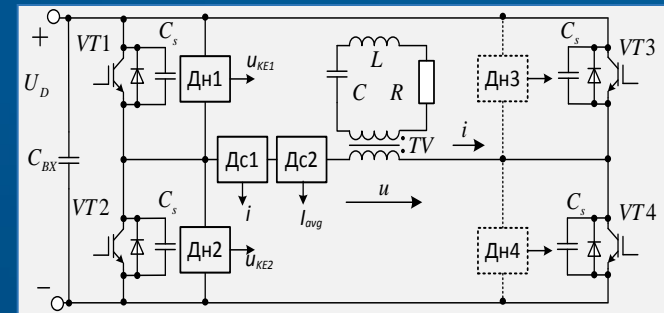 +
U_D
C_BX
−
VT1
C_s
Дн1
u_KE1
L
C
R
TV
Дн3
C_s
VT3
Дс1
Дс2
i
I_avg
u
i
VT2
C_s
Дн2
u_KE2
Дн4
C_s
VT4